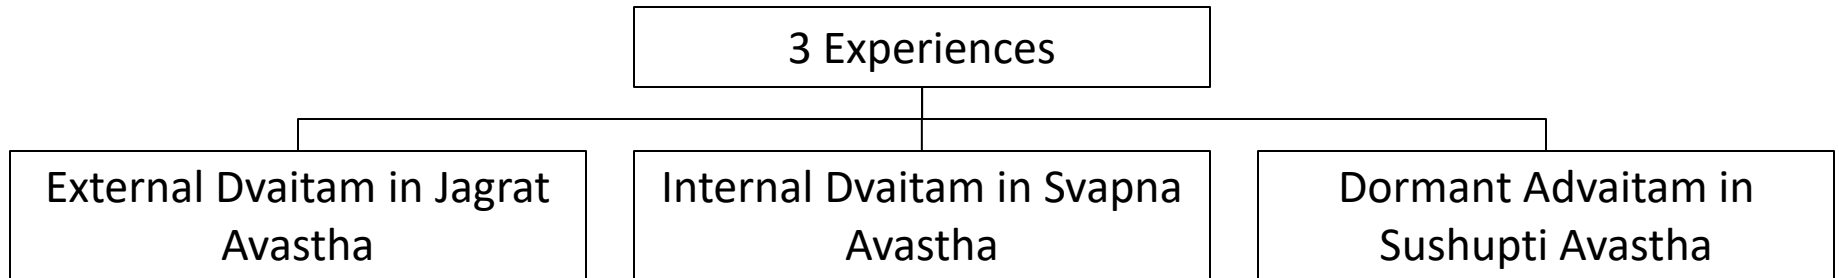 3 Experiences
External Dvaitam in Jagrat
Avastha
Internal Dvaitam in Svapna
Avastha
Dormant Advaitam in
Sushupti Avastha